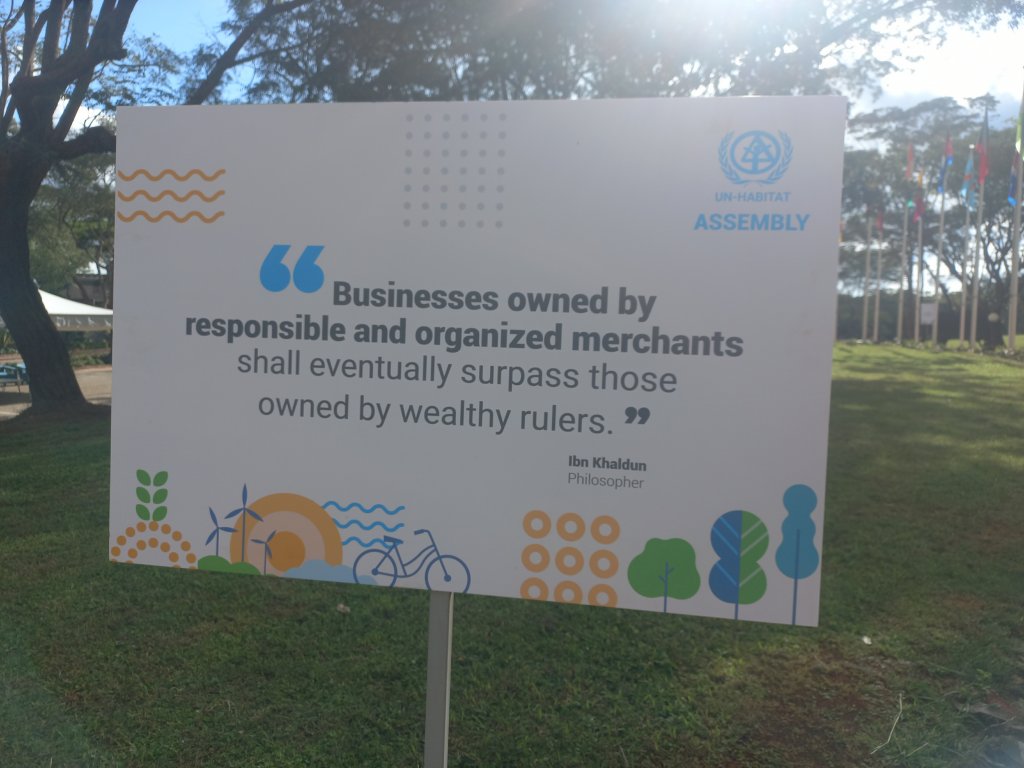 UN-HABITAT
ASSEMBLY
“ Businesses owned by
responsible and organized merchants
shall eventually surpass those
owned by wealthy rulers. ”
Ibn Khaldun
Philosopher